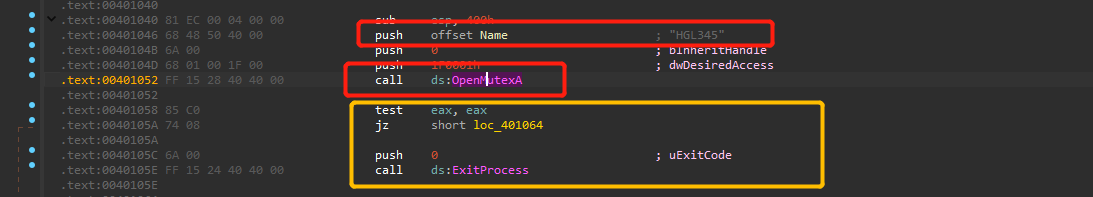 .text:00401040
.text:00401040 81 EC 00 04 00 00 sub esp, 400h
.text:00401046 68 48 50 40 00 push offset Name ; "HGL345"
.text:0040104B 6A 00 push 0 ; bInheritHandle
.text:0040104D 68 01 00 1F 00 push 1F0001h ; dwDesiredAccess
.text:00401052 FF 15 28 40 40 00 call ds:OpenMutexA
.text:00401052
.text:00401058 85 C0 test eax, eax
.text:0040105A 74 08 jz short loc_401064
.text:0040105A
.text:0040105C 6A 00 push 0 ; uExitCode
.text:0040105E FF 15 24 40 40 00 call ds:ExitProcess
.text:0040105E